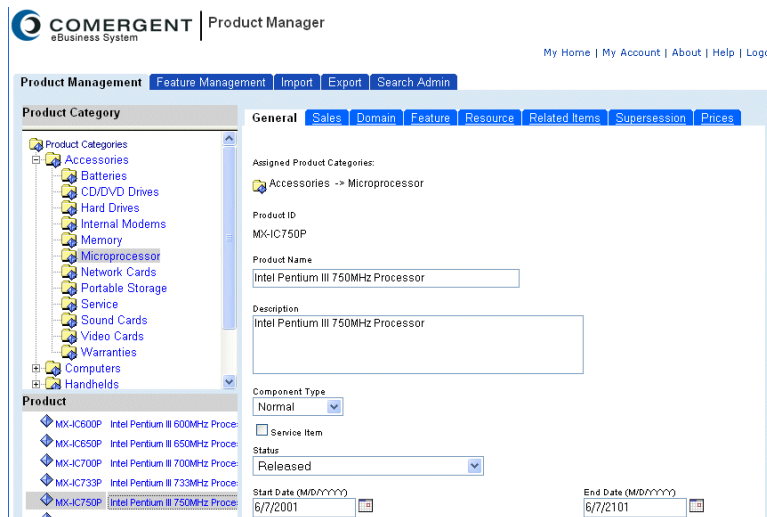 COMERGENT
eBusiness System
Product Manager
My Home | My Account | About | Help |
Product Management Feature Management Import Export Search Admin
Product Category
Product Categories
Accessories
Batteries
CD/DVD Drives
Hard Drives
Internal Modems
Memory
Microprocessor
Network Cards
Portable Storage
Service
Sound Cards
Video Cards
Warranties
Computers
Handhelds
Product
MX-IC600P Intel Pentium III 600MHz Proce
MX-IC650P Intel Pentium III 650MHz Proce
MX-IC700P Intel Pentium III 700MHz Proce
MX-IC733P Intel Pentium III 733MHz Proce
MX-IC750P Intel Pentium III 750MHz Proce
General Sales Domain Feature Resource Related Items Supersession Prices
Assigned Product Categories:
Accessories -> Microprocessor
Product ID
MX-IC750P
Product Name
Intel Pentium III 750MHz Processor
Description
Intel Pentium III 750MHz Processor
Component Type
Normal
Service Item
Status
Released
Start Date (M/D/YYYY)
6/7/2001
End Date (M/D/YYYY)
6/7/2101